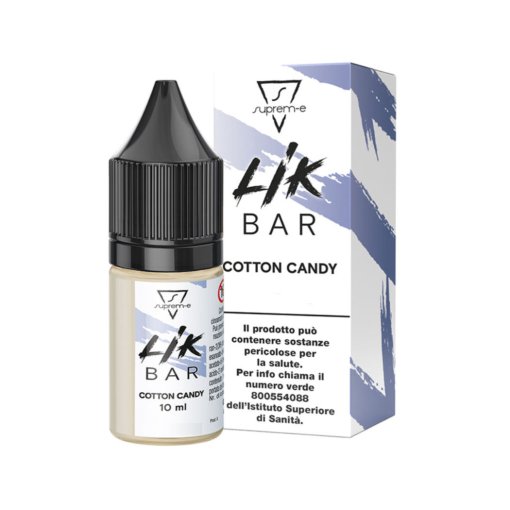 suprem-e
LIK
BAR
COTTON CANDY
Il prodotto può
contenere sostanze
pericolose per
la salute.
Per info chiama il
numero verde
800554088
dell'Istituto Superiore
di Sanità.
suprem-e
LIK
BAR
COTTON CANDY
10 ml